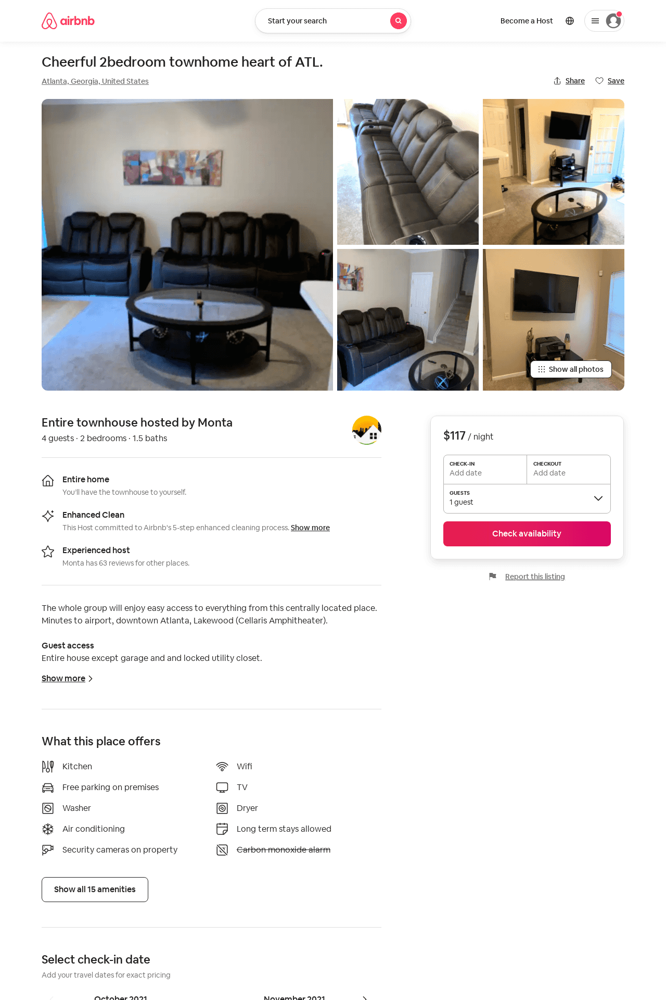 airbnb
Start your search
Become a Host
Cheerful 2bedroom townhome heart of ATL.
Atlanta, Georgia, United States
Share
Save
Show all photos
Entire townhouse hosted by Monta
4 guests · 2 bedrooms · 1.5 baths
$117 / night
CHECK-IN
Add date
CHECKOUT
Add date
GUESTS
1 guest
Check availability
Report this listing
Entire home
You’ll have the townhouse to yourself.
Enhanced Clean
This Host committed to Airbnb's 5-step enhanced cleaning process. Show more
Experienced host
Monta has 63 reviews for other places.
The whole group will enjoy easy access to everything from this centrally located place.
Minutes to airport, downtown Atlanta, Lakewood (Cellaris Amphitheater).
Guest access
Entire house except garage and and locked utility closet.
Show more
What this place offers
Kitchen
Wifi
Free parking on premises
TV
Washer
Dryer
Air conditioning
Long term stays allowed
Security cameras on property
Carbon monoxide alarm
Show all 15 amenities
Select check-in date
Add your travel dates for exact pricing
October 2021
November 2021